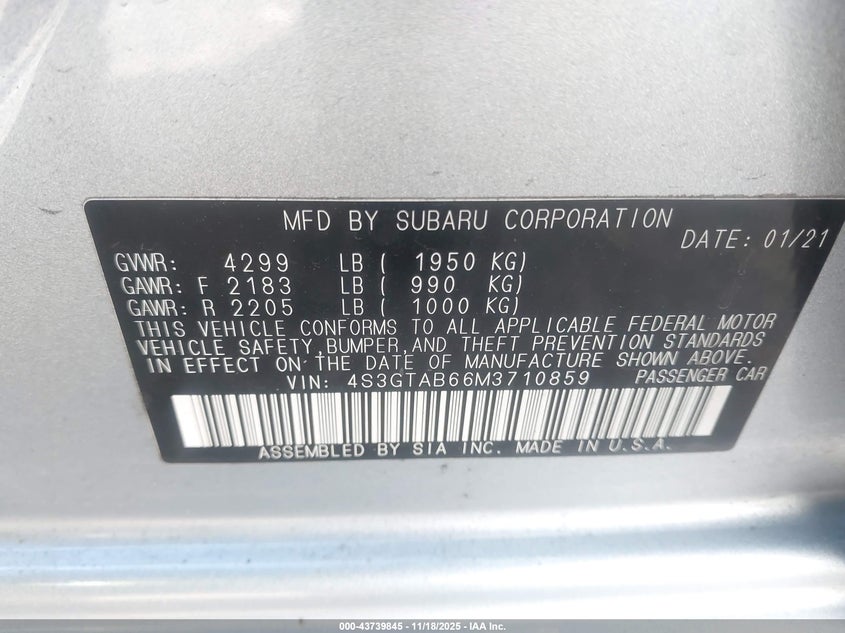 MFD BY SUBARU CORPORATION
DATE: 01/21
GVWR: 4299 LB ( 1950 KG)
GAWR: F 2183 LB ( 990 KG)
GAWR: R 2205 LB ( 1000 KG)
THIS VEHICLE CONFORMS TO ALL APPLICABLE FEDERAL MOTOR
VEHICLE SAFETY,BUMPER,AND THEFT PREVENTION STANDARDS
IN EFFECT ON THE DATE OF MANUFACTURE SHOWN ABOVE.
VIN: 4S3GTAB66M3710859 PASSENGER CAR
ASSEMBLED BY SIA INC. MADE IN U.S.A.
000-43739845 - 11/18/2025 - IAA Inc.